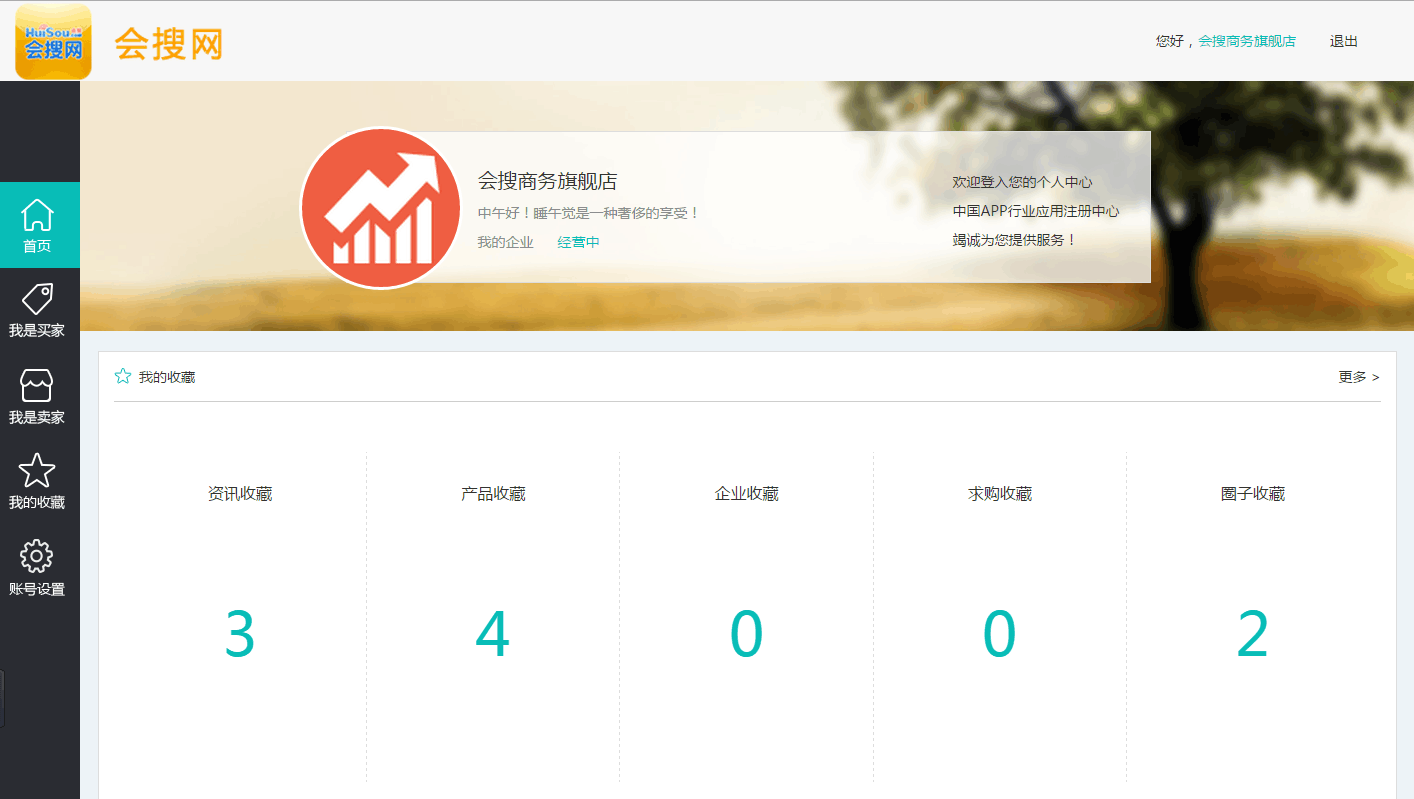 HuiSou
会搜网
会搜网
您好，会搜商务旗舰店 退出
首页
我是买家
我是卖家
我的收藏
账号设置
会搜商务旗舰店
中午好！睡午觉是一种奢侈的享受！
我的企业 经营中
欢迎登入您的个人中心
中国APP行业应用注册中心
竭诚为您提供服务！
我的收藏 更多 >
资讯收藏 产品收藏 企业收藏 求购收藏 圈子收藏
3 4 0 0 2